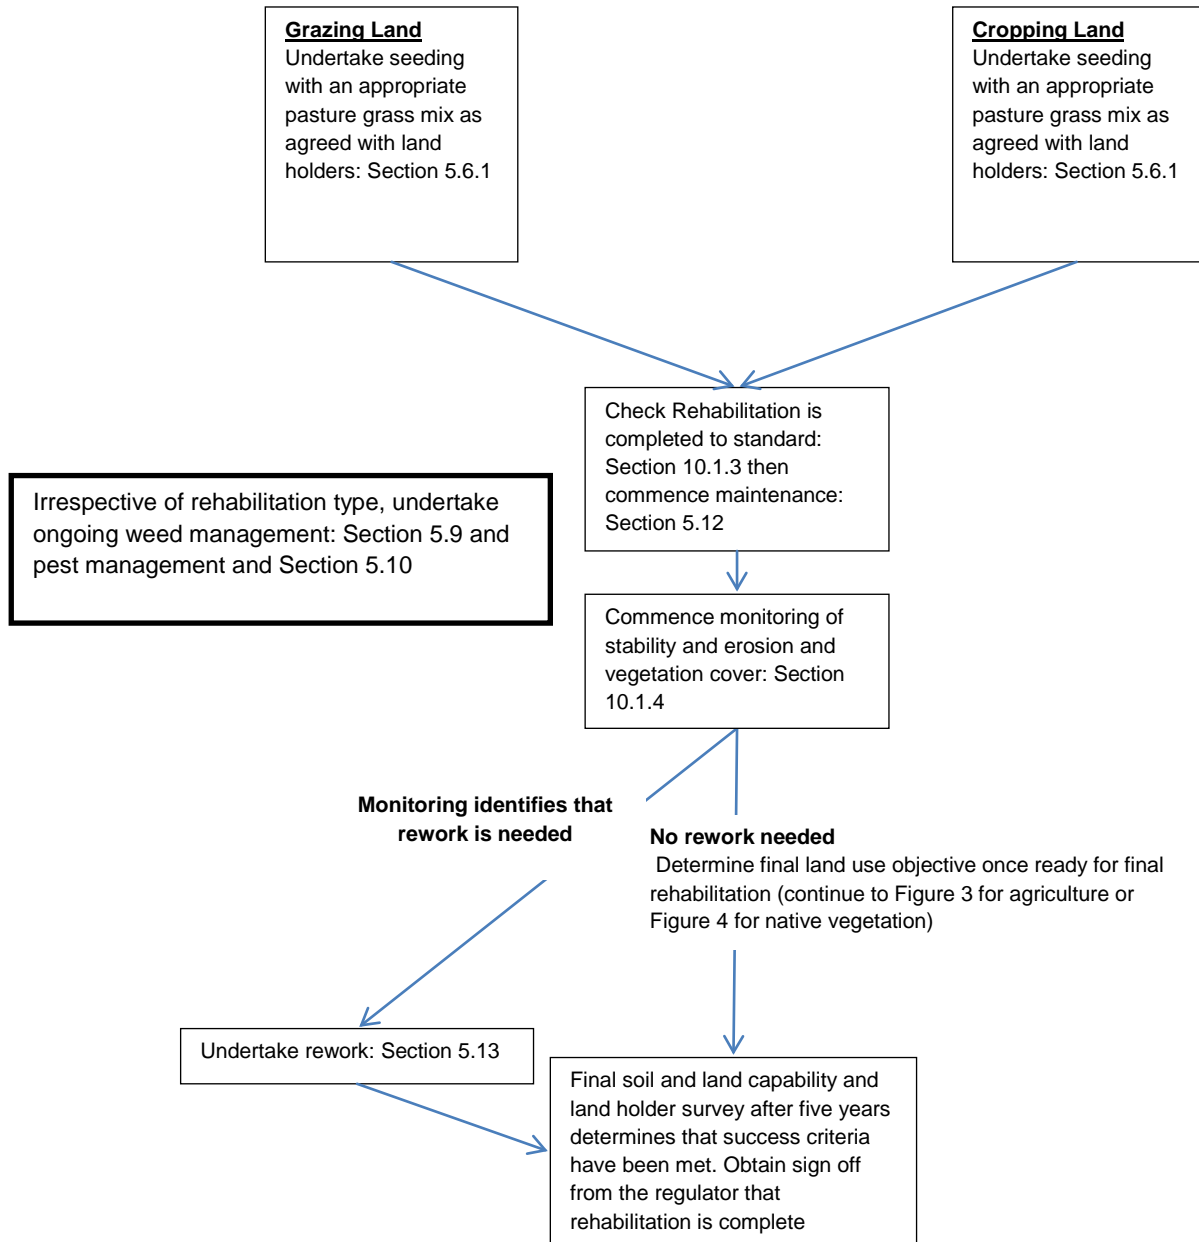 Grazing Land
Undertake seeding
with an appropriate
pasture grass mix as
agreed with land
holders: Section 5.6.1
Cropping Land
Undertake seeding
with an appropriate
pasture grass mix as
agreed with land
holders: Section 5.6.1
Check Rehabilitation is
completed to standard:
Section 10.1.3 then
commence maintenance:
Section 5.12
Irrespective of rehabilitation type, undertake
ongoing weed management: Section 5.9 and
pest management and Section 5.10
Commence monitoring of
stability and erosion and
vegetation cover: Section
10.1.4
Monitoring identifies that
rework is needed
No rework needed
Determine final land use objective once ready for final
rehabilitation (continue to Figure 3 for agriculture or
Figure 4 for native vegetation)
Undertake rework: Section 5.13
Final soil and land capability and
land holder survey after five years
determines that success criteria
have been met. Obtain sign off
from the regulator that
rehabilitation is complete